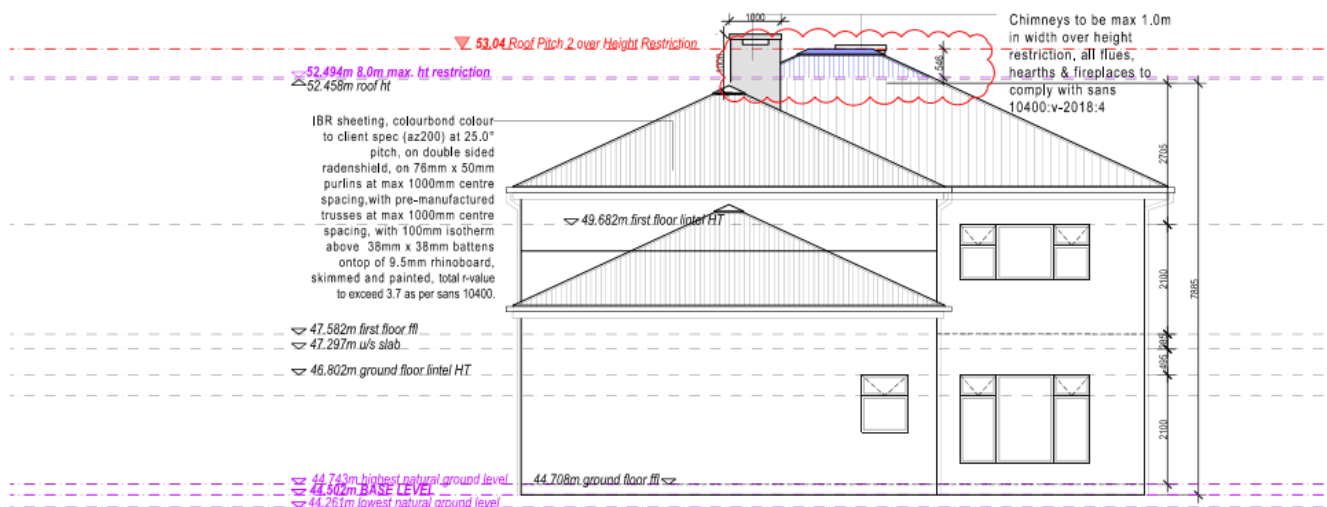 1000
Chimneys to be max 1.0m
in width over height
restriction, all flues,
hearths & fireplaces to
comply with sans
10400:v-2018:4
53,04 Roof Pitch 2 over Height Restriction
1000
546
52.494m 8,0m max. ht restriction
52.458m roof ht
IBR sheeting, colourbond colour
to client spec (az200) at 25.0°
pitch, on double sided
radenshield, on 76mm x 50mm
purlins at max 1000mm centre
spacing,with pre-manufactured
trusses at max 1000mm centre
spacing, with 100mm isotherm
above 38mm x 38mm battens
ontop of 9.5mm rhinoboard,
skimmed and painted, total r-value
to exceed 3.7 as per sans 10400.
2705
49.682m first floor lintel HT
2100
7885
47.582m first floor ffl
285
47.297m u/s slab
495
46.802m ground floor lintel HT
2100
44.743m highest natural ground level
44.708m ground floor ffl
44.502m BASE LEVEL
44.261m lowest natural ground level